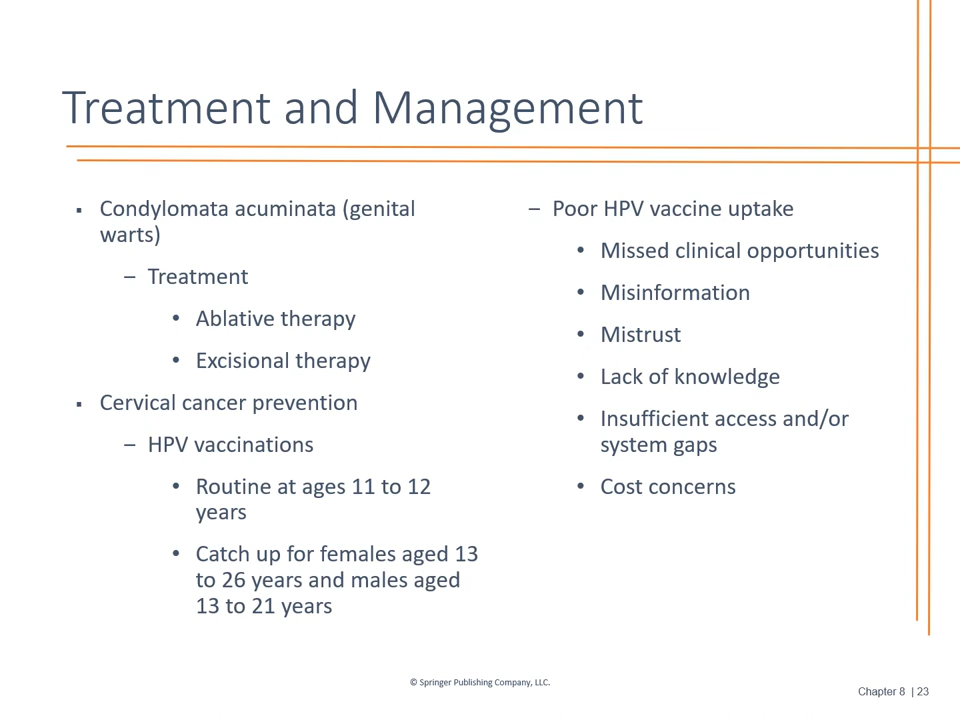 Treatment and Management
▪ Condylomata acuminata (genital
warts)
– Treatment
• Ablative therapy
• Excisional therapy
▪ Cervical cancer prevention
– HPV vaccinations
• Routine at ages 11 to 12
years
• Catch up for females aged 13
to 26 years and males aged
13 to 21 years
– Poor HPV vaccine uptake
• Missed clinical opportunities
• Misinformation
• Mistrust
• Lack of knowledge
• Insufficient access and/or
system gaps
• Cost concerns
© Springer Publishing Company, LLC.
Chapter 8 | 23